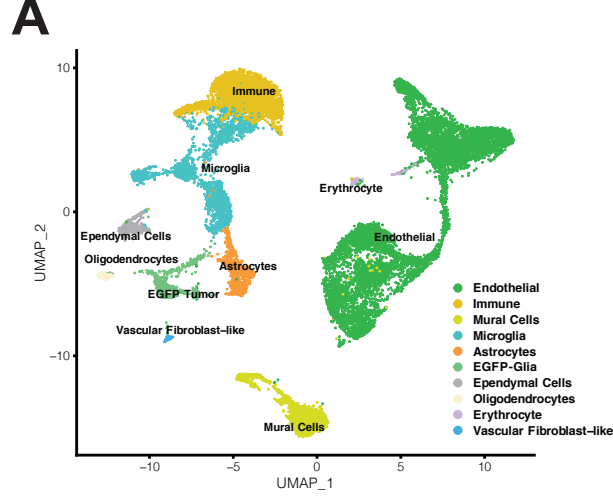 A
10
0
−10
UMAP_2
Immune
Microglia
Erythrocyte
Ependymal Cells
Endothelial
Oligodendrocytes
Astrocytes
EGFP Tumor
Vascular Fibroblast–like
Mural Cells
Endothelial
Immune
Mural Cells
Microglia
Astrocytes
EGFP-Glia
Ependymal Cells
Oligodendrocytes
Erythrocyte
Vascular Fibroblast–like
−10
−5
0
5
10
UMAP_1